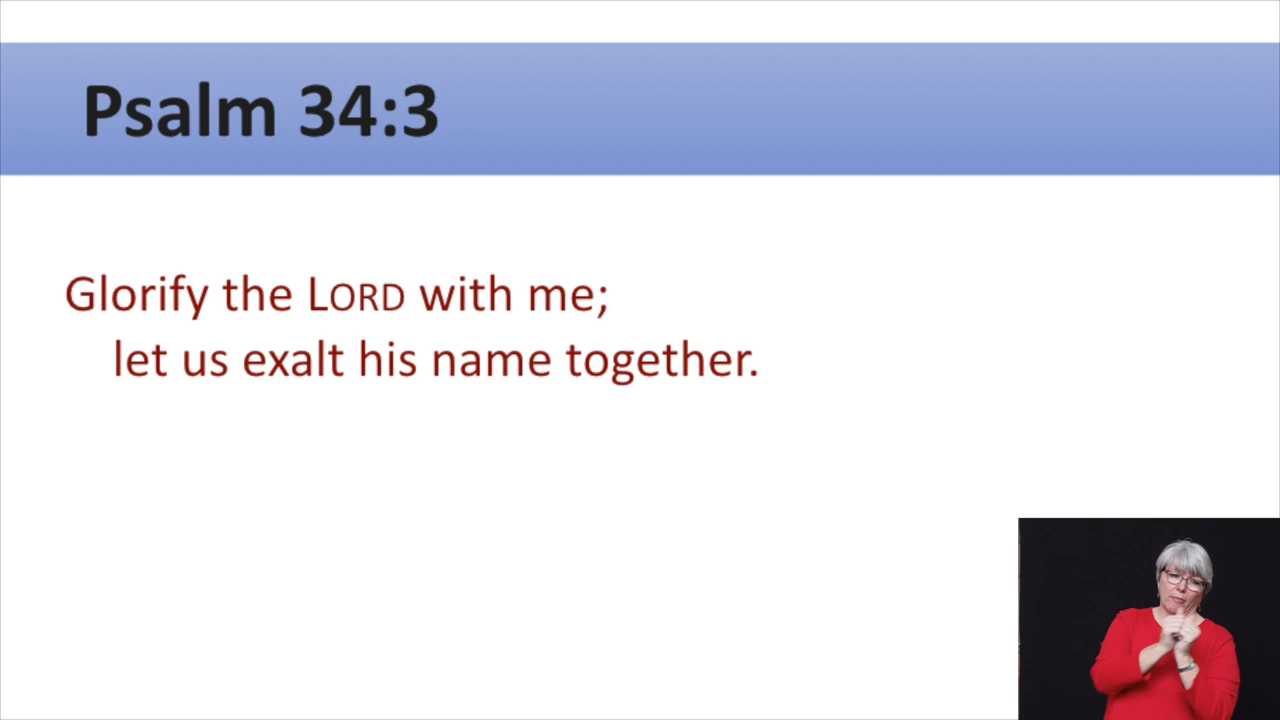 Psalm 34:3
Glorify the LORD with me;
let us exalt his name together.